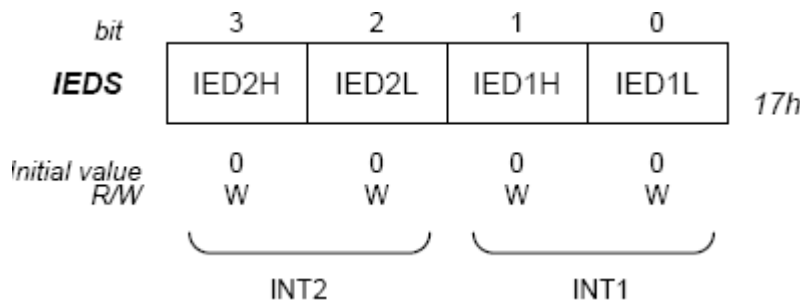 bit 3 2 1 0
IEDS IED2H IED2L IED1H IED1L 17h
Initial value 0 0 0 0
R/W W W W W
INT2 INT1